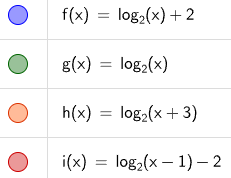 f(x) = log₂(x) + 2
g(x) = log₂(x)
h(x) = log₂(x + 3)
i(x) = log₂(x − 1) − 2